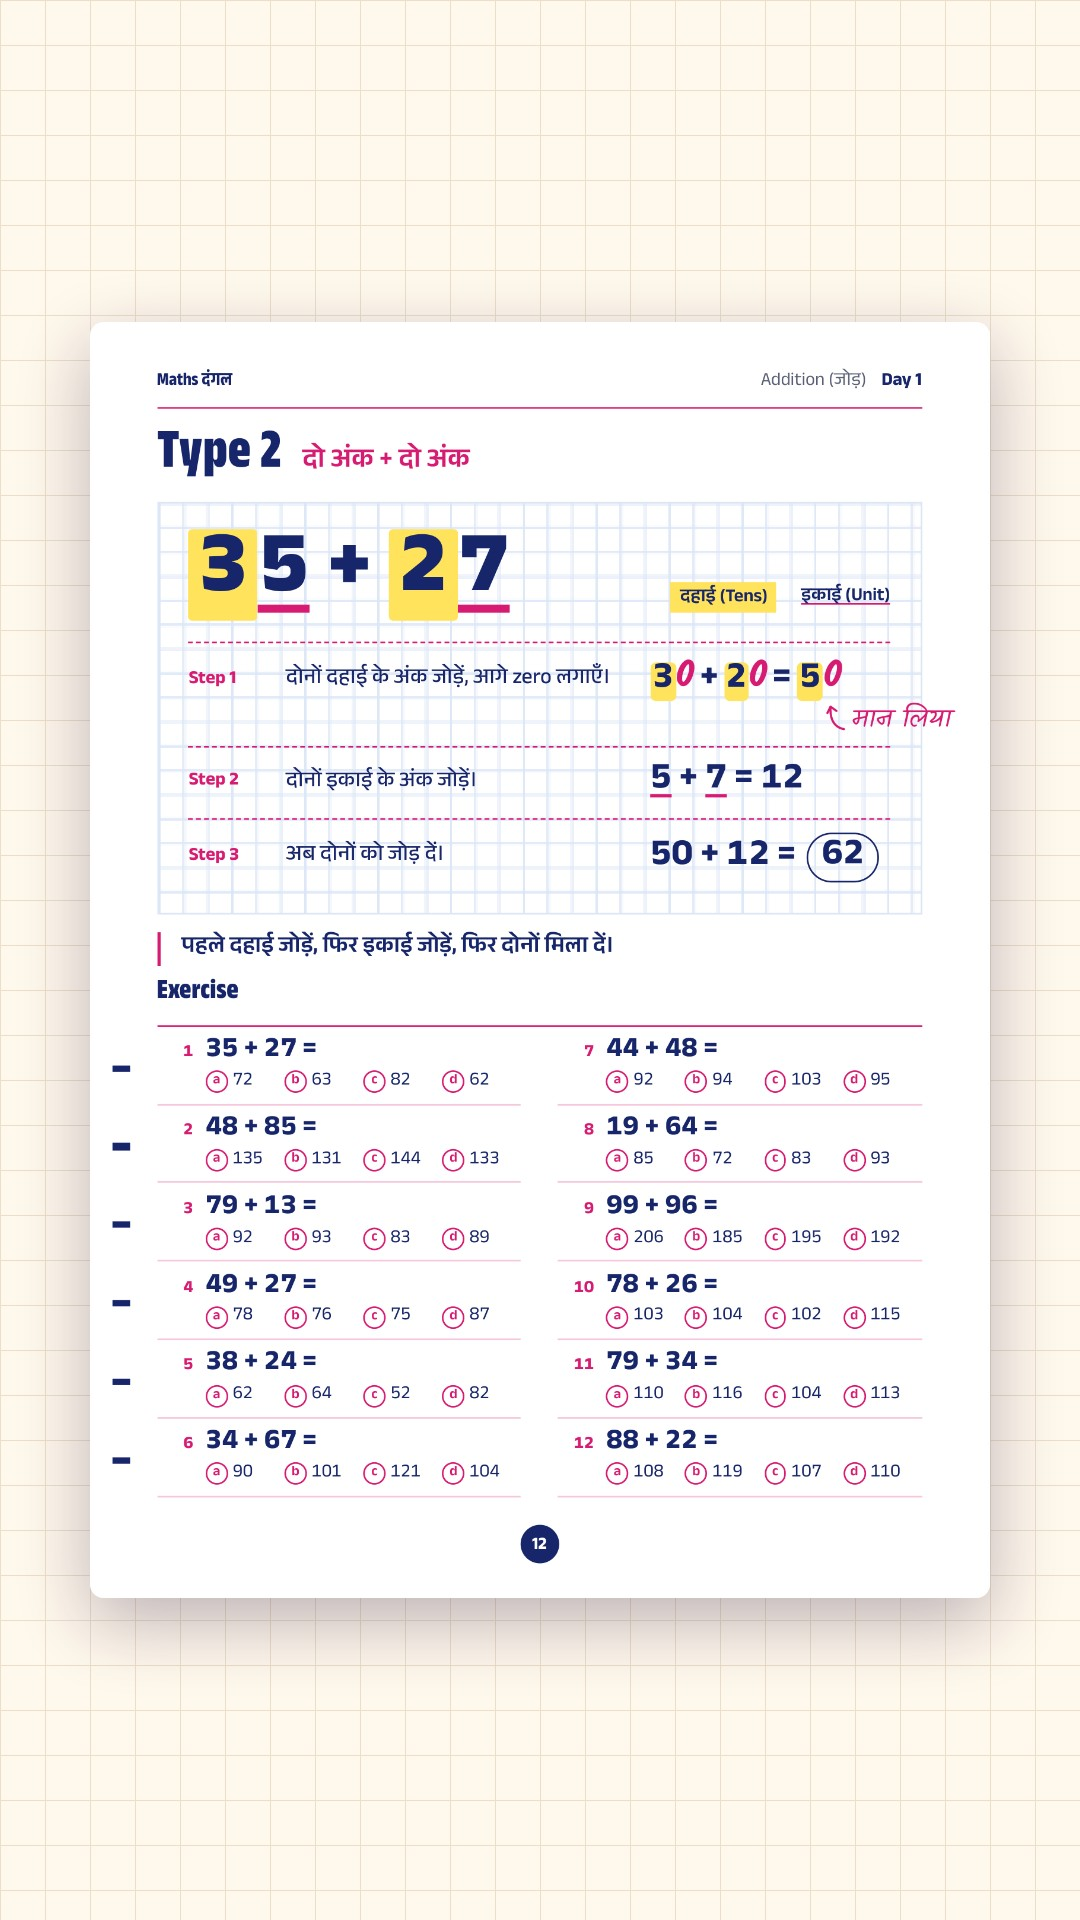 Maths दंगल
Addition (जोड़) Day 1
Type 2 दो अंक + दो अंक
35 + 27
दहाई (Tens) इकाई (Unit)
Step 1 दोनों दहाई के अंक जोड़ें, आगे zero लगाएँ। 30 + 20 = 50
मान लिया
Step 2 दोनों इकाई के अंक जोड़ें। 5 + 7 = 12
Step 3 अब दोनों को जोड़ दें। 50 + 12 = 62
पहले दहाई जोड़ें, फिर इकाई जोड़ें, फिर दोनों मिला दें।
Exercise
1 35 + 27 =
a 72 b 63 c 82 d 62
2 48 + 85 =
a 135 b 131 c 144 d 133
3 79 + 13 =
a 92 b 93 c 83 d 89
4 49 + 27 =
a 78 b 76 c 75 d 87
5 38 + 24 =
a 62 b 64 c 52 d 82
6 34 + 67 =
a 90 b 101 c 121 d 104
7 44 + 48 =
a 92 b 94 c 103 d 95
8 19 + 64 =
a 85 b 72 c 83 d 93
9 99 + 96 =
a 206 b 185 c 195 d 192
10 78 + 26 =
a 103 b 104 c 102 d 115
11 79 + 34 =
a 110 b 116 c 104 d 113
12 88 + 22 =
a 108 b 119 c 107 d 110
12